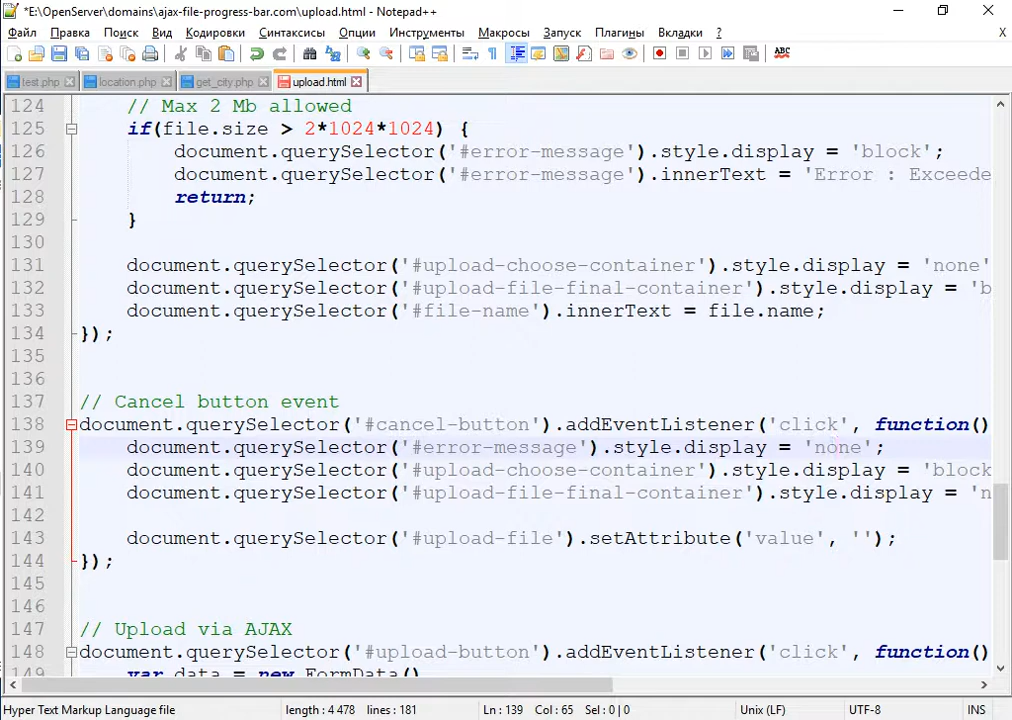 *E:\OpenServer\domains\ajax-file-progress-bar.com\upload.html - Notepad++
Файл Правка Поиск Вид Кодировки Синтаксисы Опции Инструменты Макросы Запуск Плагины Вкладки ? X
ABC
test.php location.php get_city.php upload.html
124 // Max 2 Mb allowed
125 if(file.size > 2*1024*1024) {
126 document.querySelector('#error-message').style.display = 'block';
127 document.querySelector('#error-message').innerText = 'Error : Exceede
128 return;
129 }
130
131 document.querySelector('#upload-choose-container').style.display = 'none'
132 document.querySelector('#upload-file-final-container').style.display = 'b
133 document.querySelector('#file-name').innerText = file.name;
134 });
135
136
137 // Cancel button event
138 document.querySelector('#cancel-button').addEventListener('click', function()
139 document.querySelector('#error-message').style.display = 'none';
140 document.querySelector('#upload-choose-container').style.display = 'block
141 document.querySelector('#upload-file-final-container').style.display = 'n
142
143 document.querySelector('#upload-file').setAttribute('value', '');
144 });
145
146
147 // Upload via AJAX
148 document.querySelector('#upload-button').addEventListener('click', function()
149 var data = new FormData()
Hyper Text Markup Language file length : 4 478 lines : 181 Ln : 139 Col : 65 Sel : 0 | 0 Unix (LF) UTF-8 INS